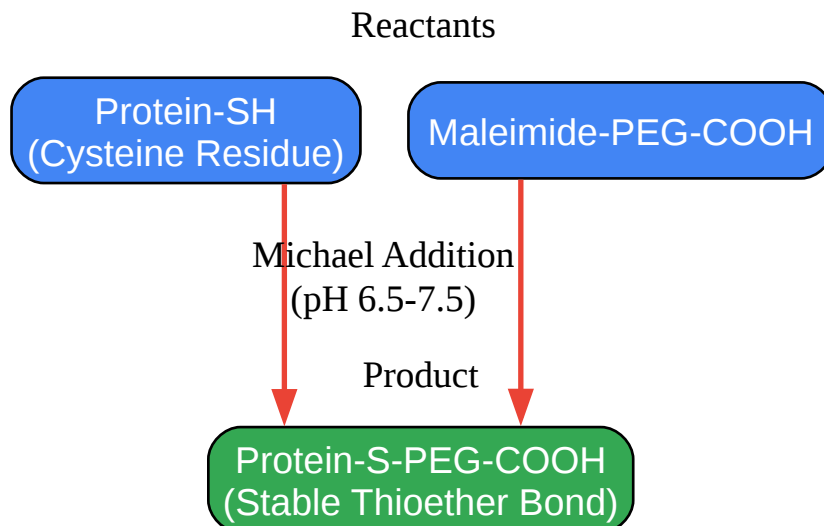 Reactants
Protein-SH
(Cysteine Residue)
Maleimide-PEG-COOH
Michael Addition
(pH 6.5-7.5)
Product
Protein-S-PEG-COOH
(Stable Thioether Bond)